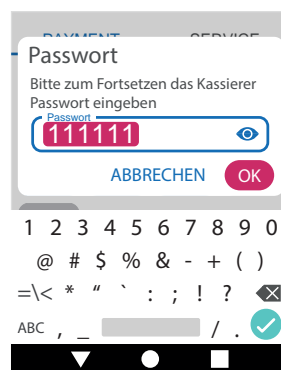 PAYMENT SERVICE
Passwort
Bitte zum Fortsetzen das Kassierer
Passwort eingeben
Passwort
111111
ABBRECHEN OK
1 2 3 4 5 6 7 8 9 0
@ # $ % & - + ( )
=\< * “ ` : ; ! ?
ABC , _ / .